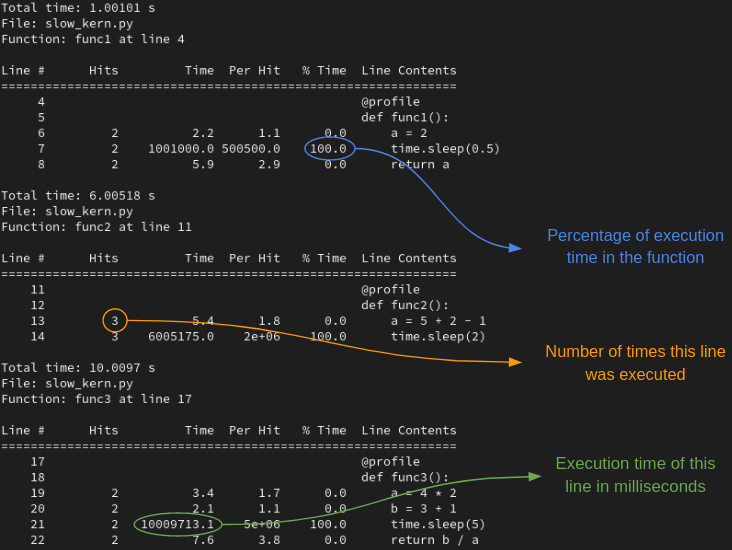 Total time: 1.00101 s
File: slow_kern.py
Function: func1 at line 4
Line #      Hits         Time  Per Hit   % Time  Line Contents
==============================================================
     4                                           @profile
     5                                           def func1():
     6         2          2.2      1.1      0.0      a = 2
     7         2    1001000.0 500500.0    100.0      time.sleep(0.5)
     8         2          5.9      2.9      0.0      return a
Total time: 6.00518 s
File: slow_kern.py
Function: func2 at line 11
Percentage of execution
time in the function
Line #      Hits         Time  Per Hit   % Time  Line Contents
==============================================================
    11                                           @profile
    12                                           def func2():
    13         3          5.4      1.8      0.0      a = 5 + 2 - 1
    14         3    6005175.0    2e+06    100.0      time.sleep(2)
Number of times this line
was executed
Total time: 10.0097 s
File: slow_kern.py
Function: func3 at line 17
Line #      Hits         Time  Per Hit   % Time  Line Contents
==============================================================
    17                                           @profile
    18                                           def func3():
    19         2          3.4      1.7      0.0      a = 4 * 2
    20         2          2.1      1.1      0.0      b = 3 + 1
    21         2   10009713.1    5e+06    100.0      time.sleep(5)
    22         2          7.6      3.8      0.0      return b / a
Execution time of this
line in milliseconds